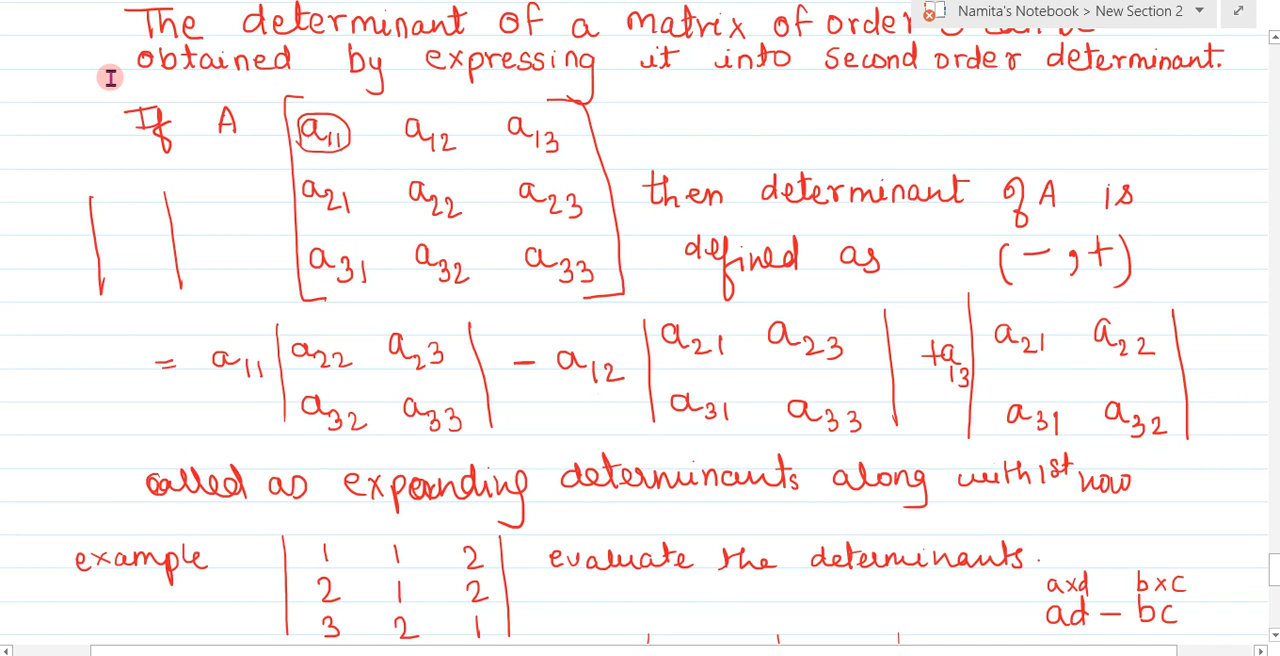 Namita's Notebook > New Section 2
The determinant of a matrix of order
obtained by expressing it into second order determinant.
If A [a11 a12 a13
a21 a22 a23
a31 a32 a33] then determinant of A is
defined as (-,+)
= a11 |a22 a23 - a12 |a21 a23 +a13 |a21 a22
a32 a33| a31 a33| a31 a32|
called as expanding determinants along with 1st row
example |1 1 2| evaluate the determinants.
2 1 2
3 2 1
axd bxc
ad - bc